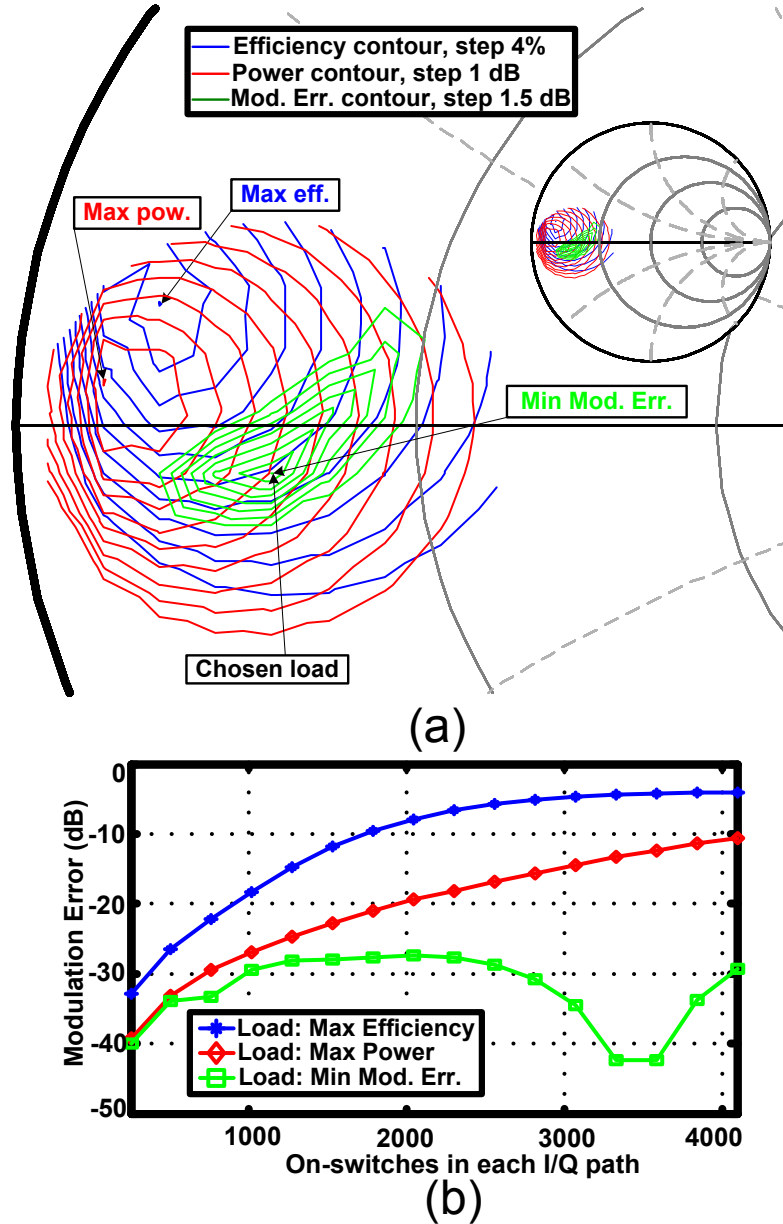 Efficiency contour, step 4%
Power contour, step 1 dB
Mod. Err. contour, step 1.5 dB
Max eff.
Max pow.
Min Mod. Err.
Chosen load
(a)
0
-10
-20
-30
-40
-50
Modulation Error (dB)
Load: Max Efficiency
Load: Max Power
Load: Min Mod. Err.
1000 2000 3000 4000
On-switches in each I/Q path
(b)